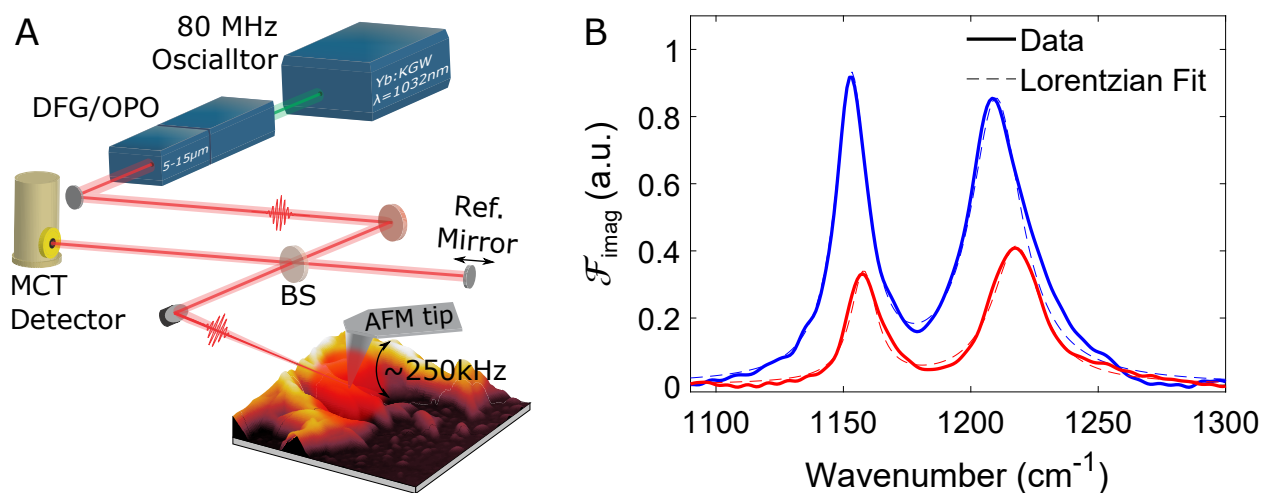 A
80 MHz
Oscialltor
Yb:KGW
λ=1032nm
DFG/OPO
5-15µm
Ref.
Mirror
BS
MCT
Detector
AFM tip
~250kHz
B
Data
Lorentzian Fit
1
0.8
0.6
0.4
0.2
0
ℱimag (a.u.)
1100 1150 1200 1250 1300
Wavenumber (cm⁻¹)